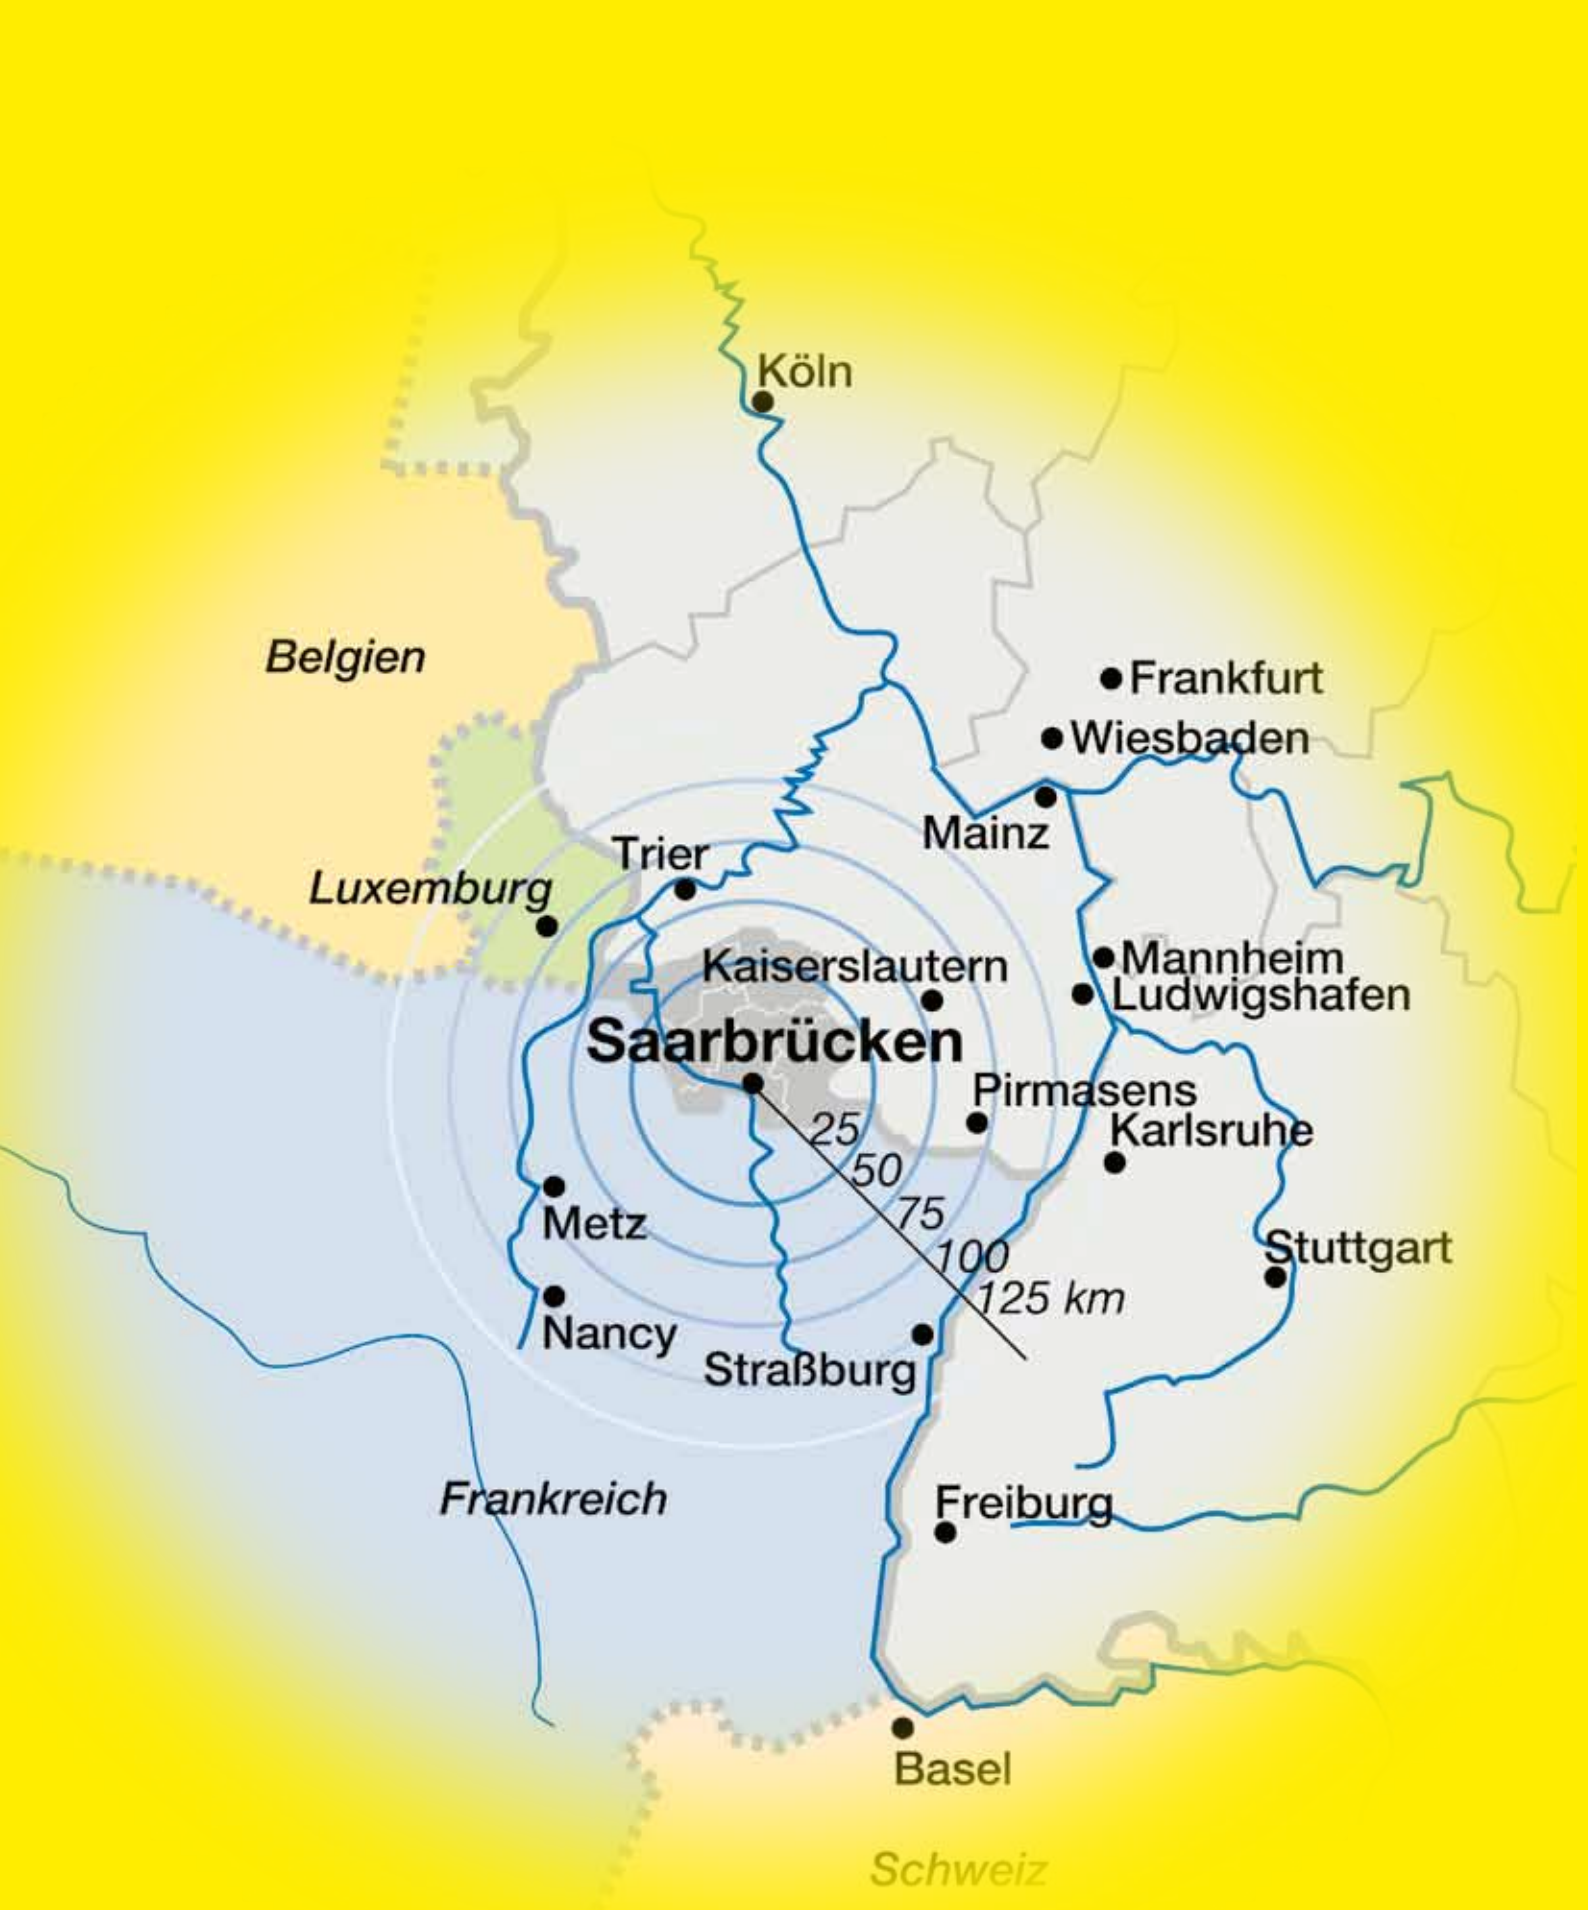 Köln
Belgien
Frankfurt
Wiesbaden
Mainz
Trier
Luxemburg
Kaiserslautern
Mannheim
Ludwigshafen
Saarbrücken
Pirmasens
25
Karlsruhe
50
75
Metz
100
Stuttgart
125 km
Nancy
Straßburg
Frankreich
Freiburg
Basel
Schweiz